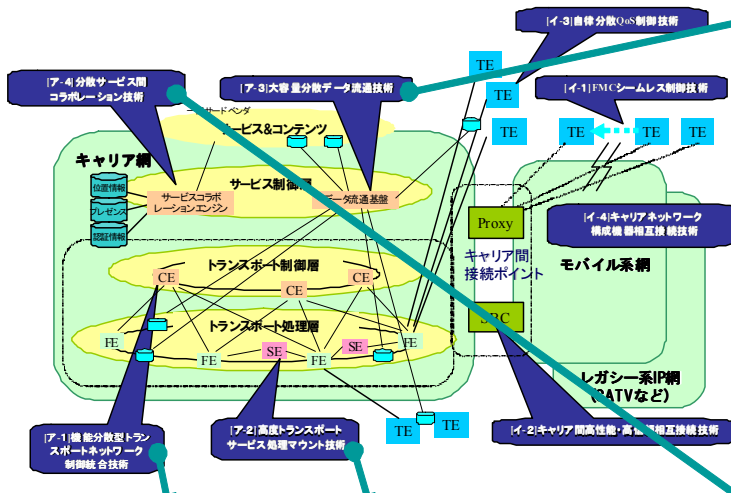 [イ-3]自律分散QoS制御技術
TE
[ア-4]分散サービス間
コラボレーション技術
[ア-3]大容量分散データ流通技術
TE
[イ-1]FMCシームレス制御技術
サードベンダ
サービス&コンテンツ
TE
TE
TE
TE
キャリア網
サービス制御層
位置情報
プレゼンス
認証情報
サービスコラボ
レーションエンジン
データ流通基盤
Proxy
[イ-4]キャリアネットワーク
構成機器相互接続技術
キャリア間
接続ポイント
モバイル系網
トランスポート制御層
CE
CE
CE
トランスポート処理層
SBC
FE
FE
SE
FE
SE
FE
レガシー系IP網
(CATVなど)
[ア-1]機能分散型トラン
スポートネットワーク
制御統合技術
[ア-2]高度トランスポート
サービス処理マウント技術
TE
TE
[イ-2]キャリア間高性能・高信頼相互接続技術